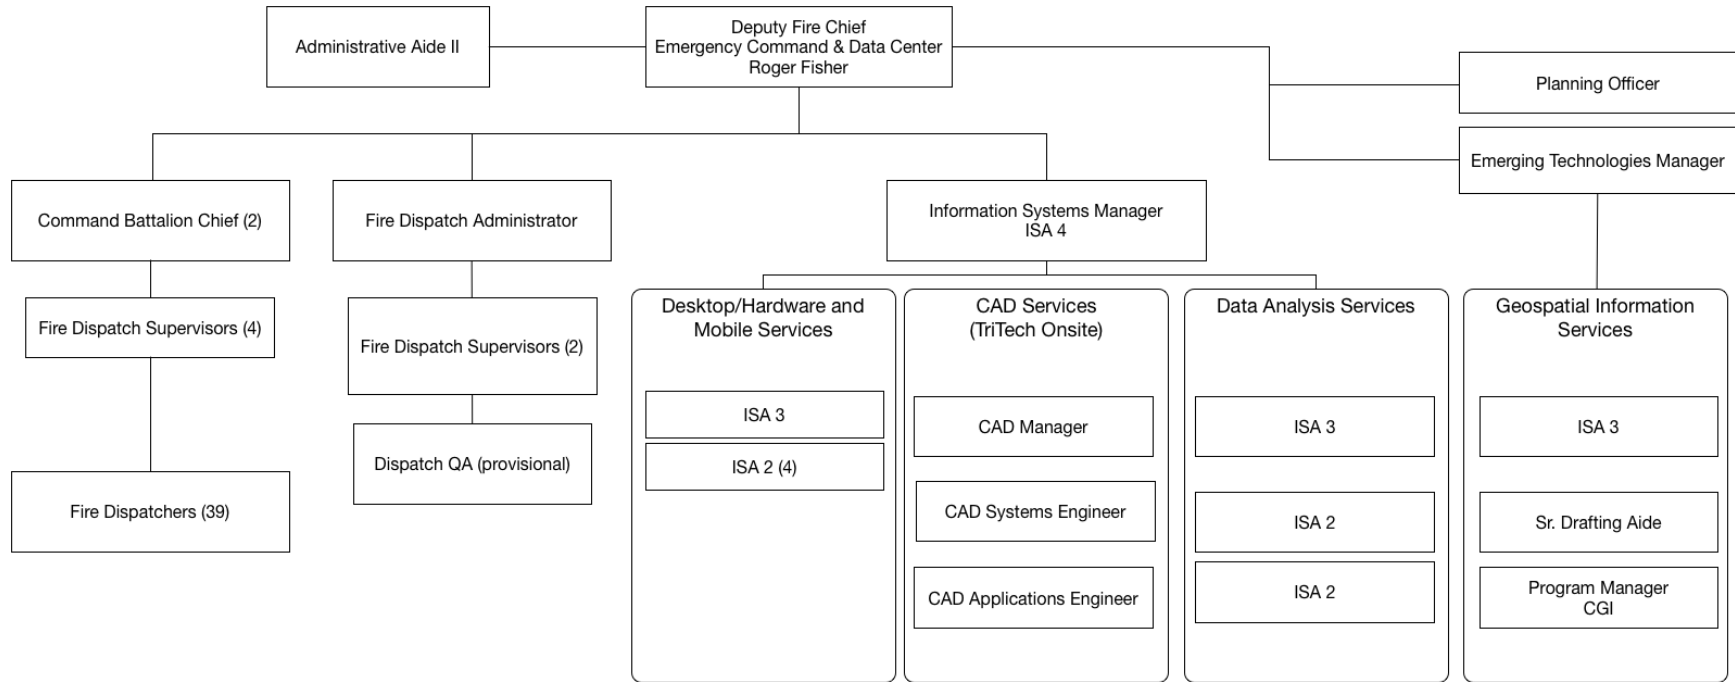 Administrative Aide II
Deputy Fire Chief
Emergency Command & Data Center
Roger Fisher
Planning Officer
Emerging Technologies Manager
Command Battalion Chief (2)
Fire Dispatch Administrator
Information Systems Manager
ISA 4
Fire Dispatch Supervisors (4)
Fire Dispatch Supervisors (2)
Dispatch QA (provisional)
Fire Dispatchers (39)
Desktop/Hardware and
Mobile Services
ISA 3
ISA 2 (4)
CAD Services
(TriTech Onsite)
CAD Manager
CAD Systems Engineer
CAD Applications Engineer
Data Analysis Services
ISA 3
ISA 2
ISA 2
Geospatial Information
Services
ISA 3
Sr. Drafting Aide
Program Manager
CGI